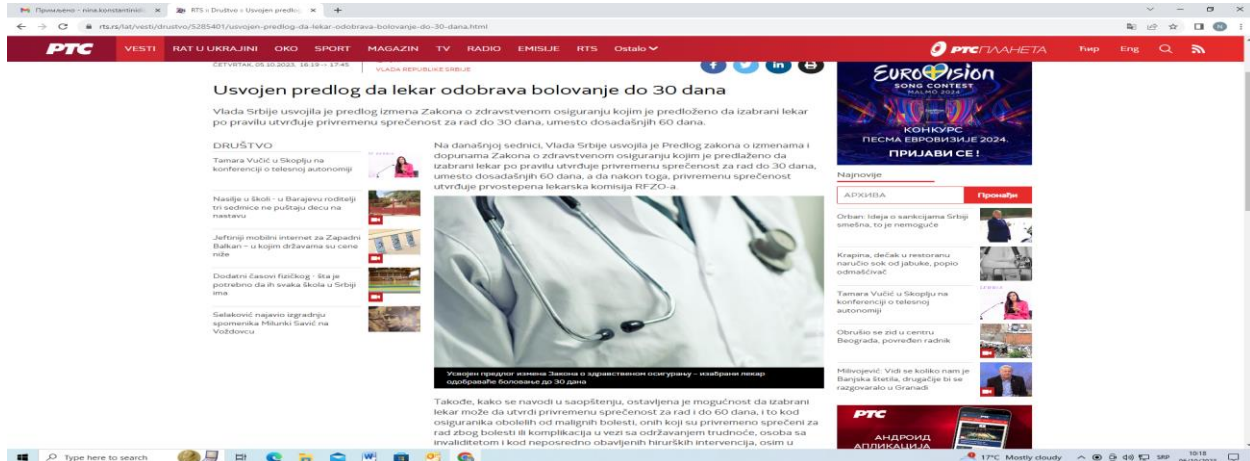 Примљено - nina.konstantinidi
RTS :: Društvo :: Usvojen predlog
rts.rs/lat/vesti/drustvo/5285401/usvojen-predlog-da-lekar-odobrava-bolovanje-do-30-dana.html
РТС VESTI RAT U UKRAJINI OKO SPORT MAGAZIN TV RADIO EMISIJE RTS Ostalo
РТСПЛАНЕТА Ћир Eng
ČETVRTAK, 05.10.2023, 16:19 -> 17:45
VLADA REPUBLIKE SRBIJE
Usvojen predlog da lekar odobrava bolovanje do 30 dana
Vlada Srbije usvojila je predlog izmena Zakona o zdravstvenom osiguranju kojim je predloženo da izabrani lekar
po pravilu utvrđuje privremenu sprečenost za rad do 30 dana, umesto dosadašnjih 60 dana.
DRUŠTVO
Tamara Vučić u Skoplju na
konferenciji o telesnoj autonomiji
Nasilje u školi - u Barajevu roditelji
tri sedmice ne puštaju decu na
nastavu
Jeftiniji mobilni internet za Zapadni
Balkan – u kojim državama su cene
niže
Dodatni časovi fizičkog - šta je
potrebno da ih svaka škola u Srbiji
ima
Selaković najavio izgradnju
spomenika Milunki Savić na
Voždovcu
Na današnjoj sednici, Vlada Srbije usvojila je Predlog zakona o izmenama i
dopunama Zakona o zdravstvenom osiguranju kojim je predlaženo da
izabrani lekar po pravilu utvrđuje privremenu sprečenost za rad do 30 dana,
umesto dosadašnjih 60 dana, a da nakon toga, privremenu sprečenost
utvrđuje prvostepena lekarska komisija RFZO-a.
Усвојен предлог измена Закона о здравственом осигурању – изабрани лекар
одобраваће боловање до 30 дана
Takođe, kako se navodi u saopštenju, ostavljena je mogućnost da izabrani
lekar može da utvrdi privremenu sprečenost za rad i do 60 dana, i to kod
osiguranika obolelih od malignih bolesti, onih koji su privremeno sprečeni za
rad zbog bolesti ili komplikacija u vezi sa održavanjem trudnoće, osoba sa
invaliditetom i kod neposredno obavljenih hirurških intervencija, osim u
EUROVISION
SONG CONTEST
MALMÖ 2024
КОНКУРС
ПЕСМА ЕВРОВИЗИЈЕ 2024.
ПРИЈАВИ СЕ !
Najnovije
АРХИВА Пронађи
Orban: Ideja o sankcijama Srbiji
smešna, to je nemoguće
Krapina, dečak u restoranu
naručio sok od jabuke, popio
odmašćivač
Tamara Vučić u Skoplju na
konferenciji o telesnoj
autonomiji
Obrušio se zid u centru
Beograda, povređen radnik
Milivojević: Vidi se koliko nam je
Banjska štetila, drugačije bi se
razgovaralo u Granadi
РТС
АНДРОИД
АПЛИКАЦИЈА
Type here to search
17°C Mostly cloudy SRP 10:18
06/10/2023